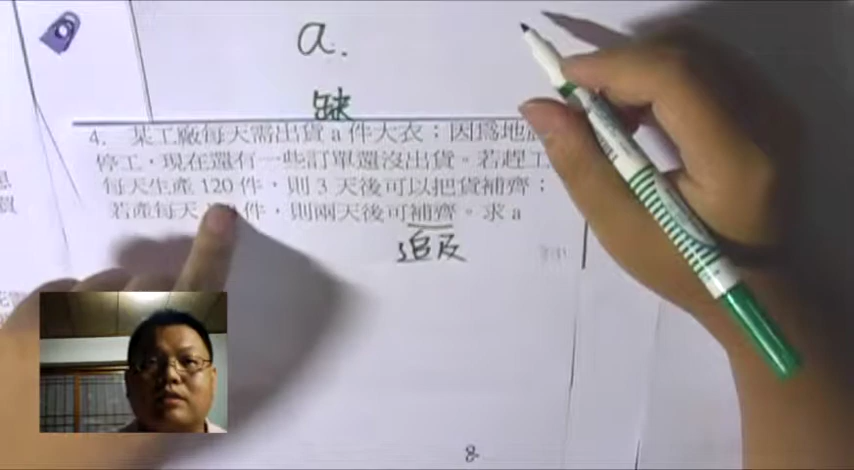 a.
缺
4. 某工廠每天需出貨 a 件大衣；因為地
停工，現在還有一些訂單還沒出貨。若趕工
每天生產 120 件，則 3 天後可以把貨補齊；
若產每天 件，則兩天後可補齊。求 a
追及
8